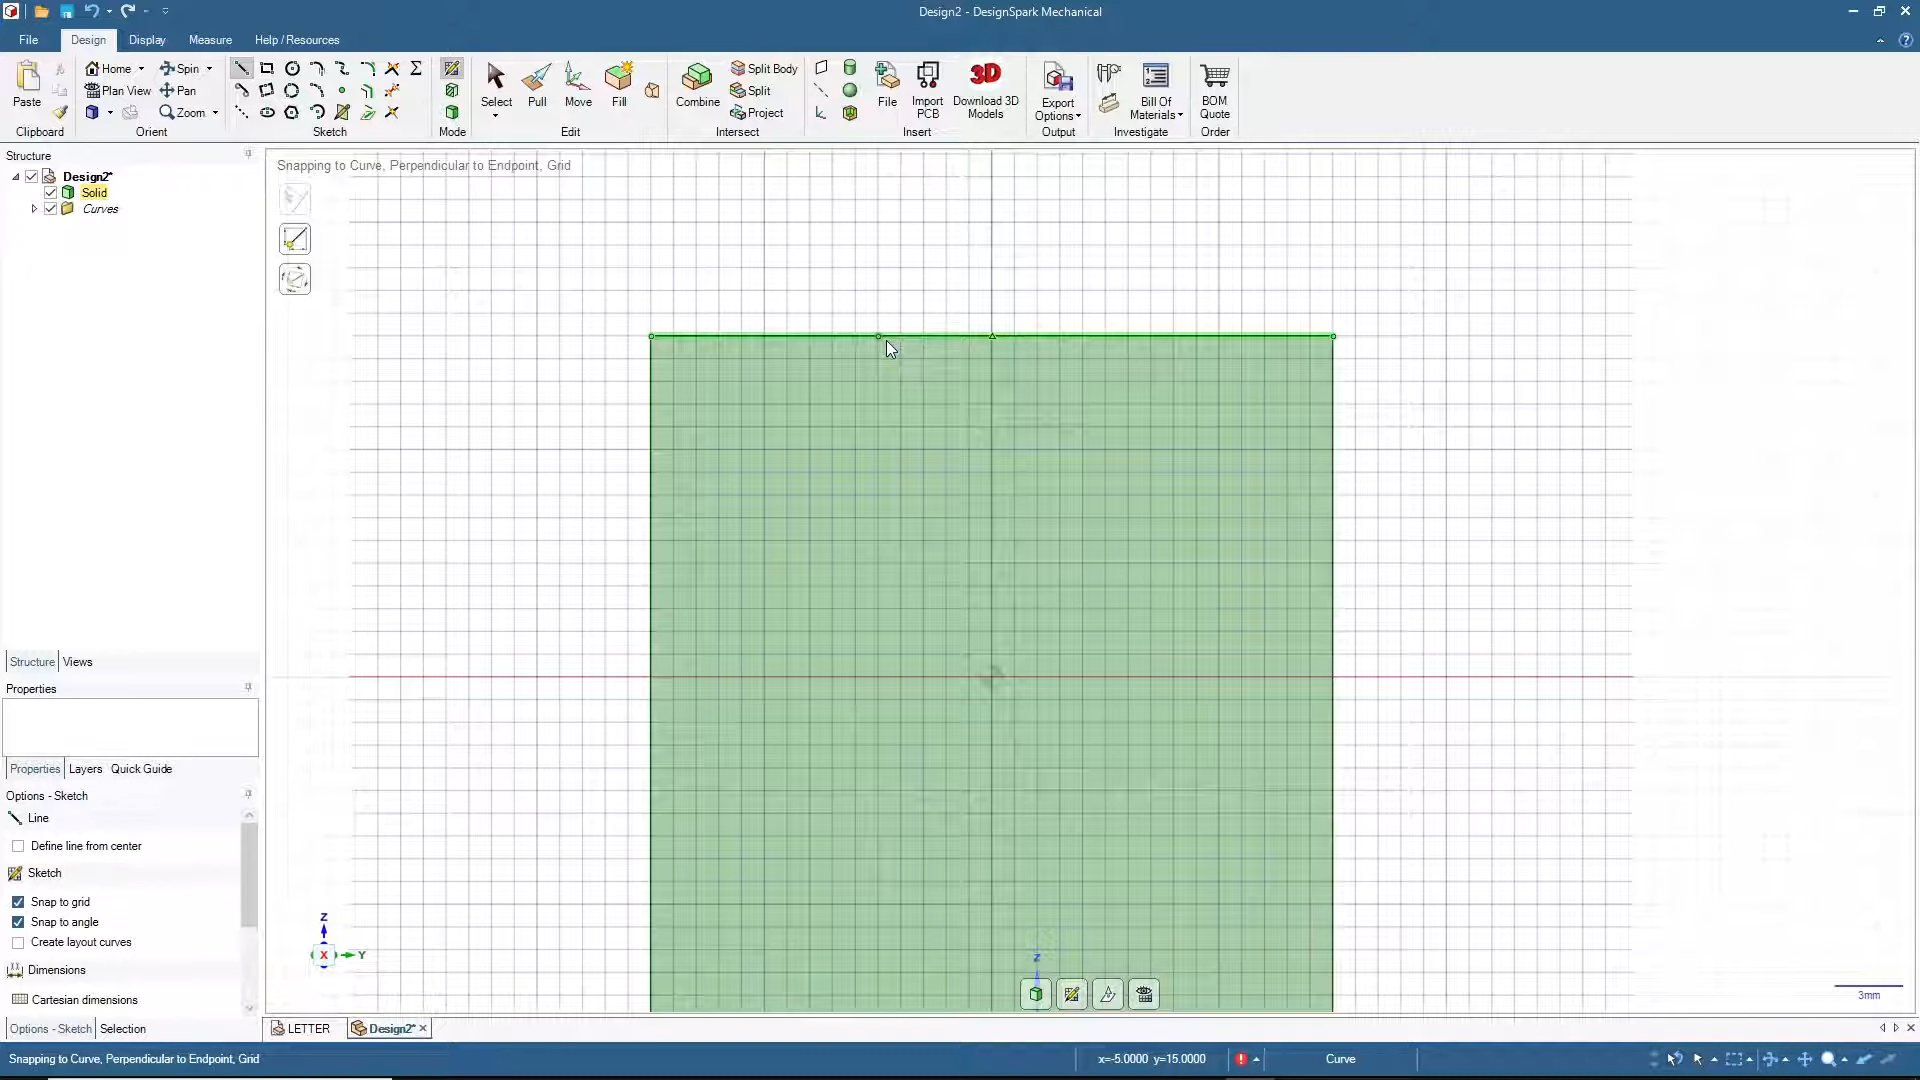 Design2 - DesignSpark Mechanical
File Design Display Measure Help / Resources
Paste
Home Spin
Plan View Pan
Zoom
Select Pull Move Fill
Combine
Split Body
Split
Project
File Import PCB Download 3D Models
3D
Export Options
Bill Of Materials
BOM Quote
Clipboard Orient Sketch Mode Edit Intersect Insert Output Investigate Order
Structure
Design2*
Solid
Curves
Snapping to Curve, Perpendicular to Endpoint, Grid
Structure Views
Properties
Properties Layers Quick Guide
Options - Sketch
Line
Define line from center
Sketch
Snap to grid
Snap to angle
Create layout curves
Dimensions
Cartesian dimensions
Options - Sketch Selection
Z
X
Y
Z
3mm
LETTER Design2*
Snapping to Curve, Perpendicular to Endpoint, Grid
x=-5.0000 y=15.0000
Curve